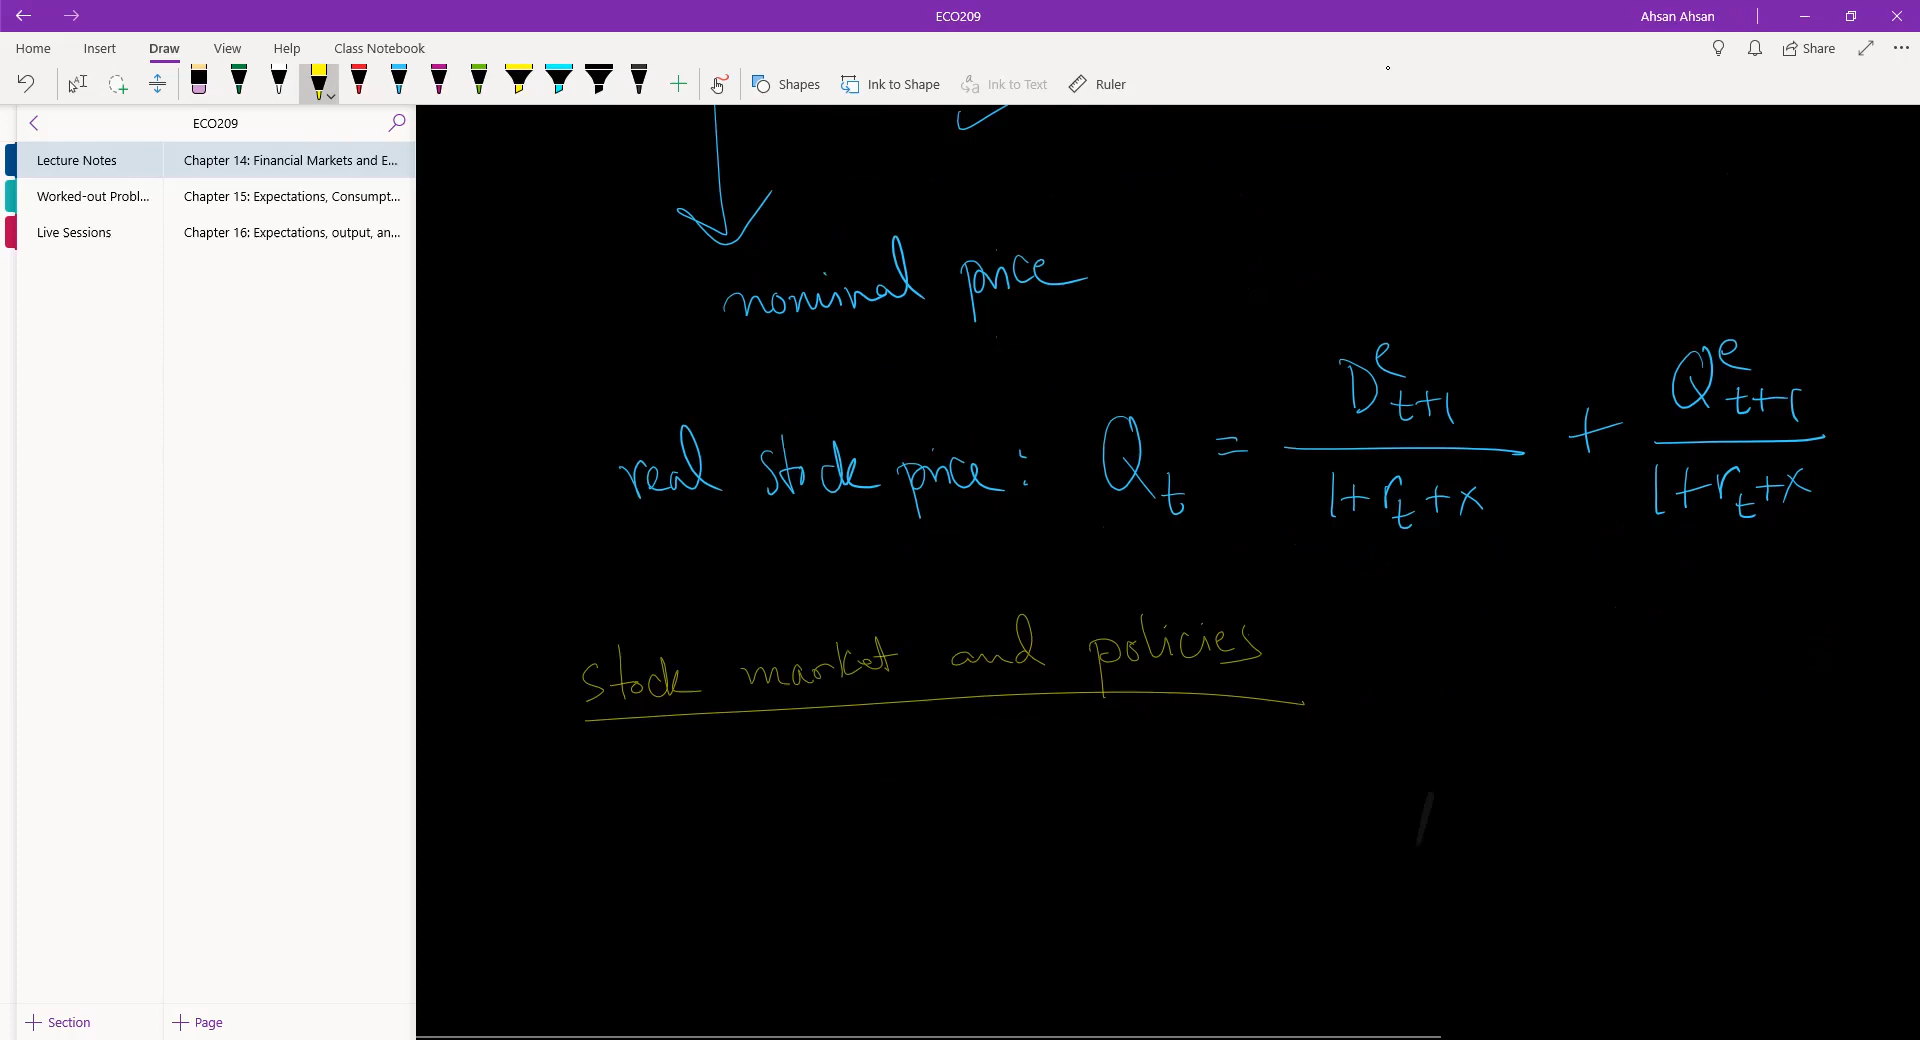 ECO209
Ahsan Ahsan
Home Insert Draw View Help Class Notebook
Share
Shapes Ink to Shape Ink to Text Ruler
ECO209
Lecture Notes
Worked-out Probl...
Live Sessions
Chapter 14: Financial Markets and E...
Chapter 15: Expectations, Consumpt...
Chapter 16: Expectations, output, an...
nominal price
real stock price: Q_t = D^e_{t+1} / (1+r_t+x) + Q^e_{t+1} / (1+r_t+x)
stock market and policies
Section
Page